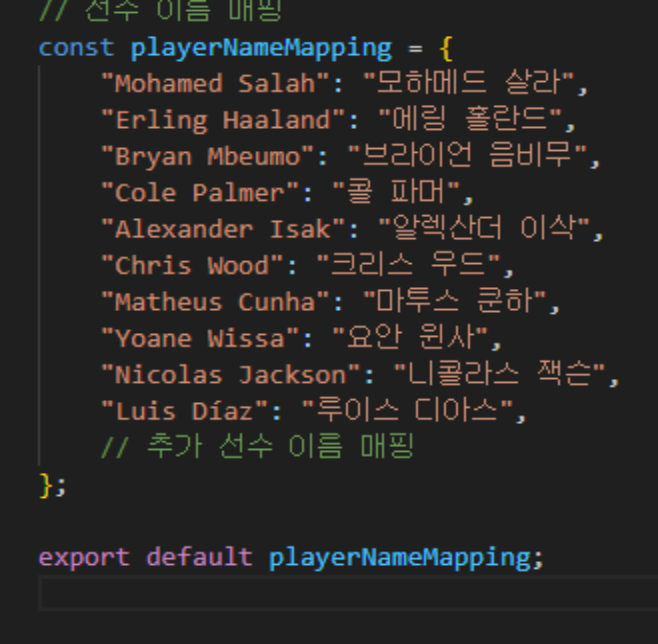 // 선수 이름 매핑
const playerNameMapping = {
"Mohamed Salah": "모하메드 살라",
"Erling Haaland": "에링 홀란드",
"Bryan Mbeumo": "브라이언 음비무",
"Cole Palmer": "콜 파머",
"Alexander Isak": "알렉산더 이삭",
"Chris Wood": "크리스 우드",
"Matheus Cunha": "마투스 쿤하",
"Yoane Wissa": "요안 윈사",
"Nicolas Jackson": "니콜라스 잭슨",
"Luis Díaz": "루이스 디아스",
// 추가 선수 이름 매핑
};
export default playerNameMapping;